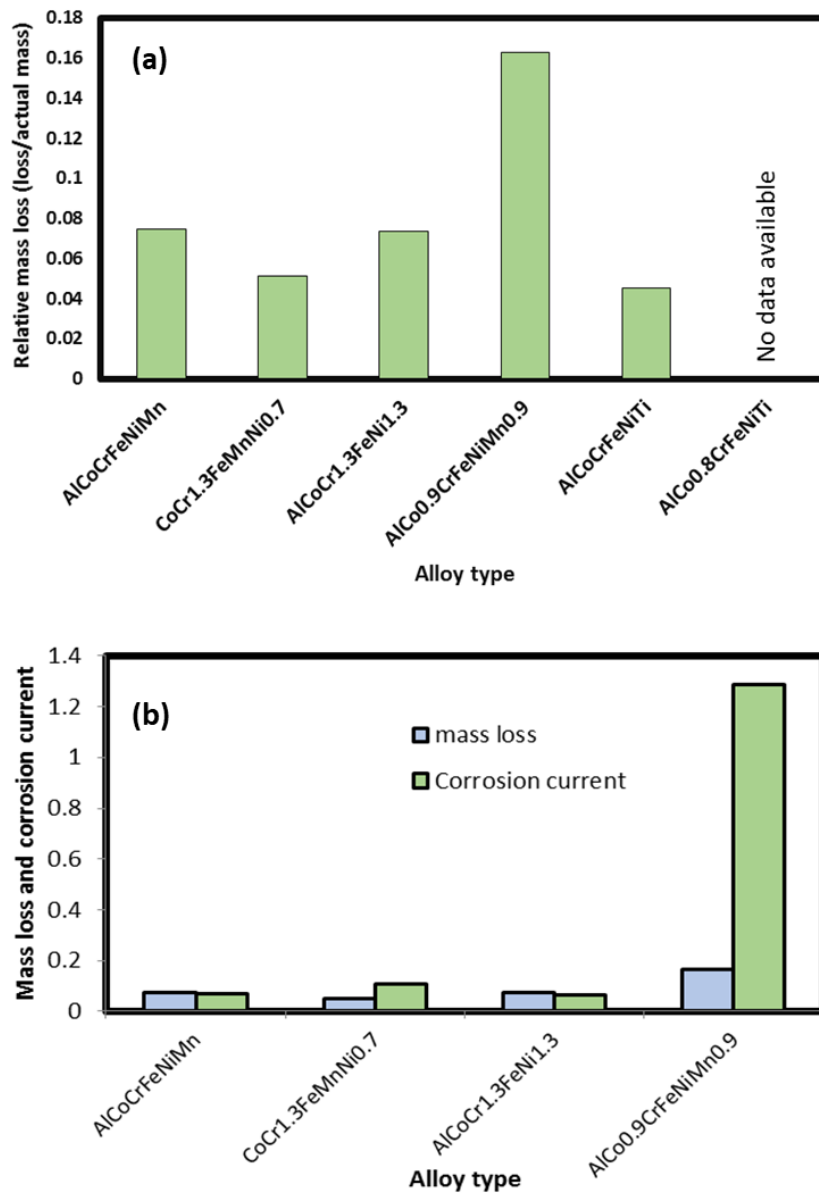 (a)
Relative mass loss (loss/actual mass)
0.18
0.16
0.14
0.12
0.1
0.08
0.06
0.04
0.02
0
No data available
AlCoCrFeNiMn
CoCr1.3FeMnNi0.7
AlCoCr1.3FeNi1.3
AlCo0.9CrFeNiMn0.9
AlCoCrFeNiTi
AlCo0.8CrFeNiTi
Alloy type
(b)
Mass loss and corrosion current
1.4
1.2
1
0.8
0.6
0.4
0.2
0
mass loss
Corrosion current
AlCoCrFeNiMn
CoCr1.3FeMnNi0.7
AlCoCr1.3FeNi1.3
AlCo0.9CrFeNiMn0.9
Alloy type